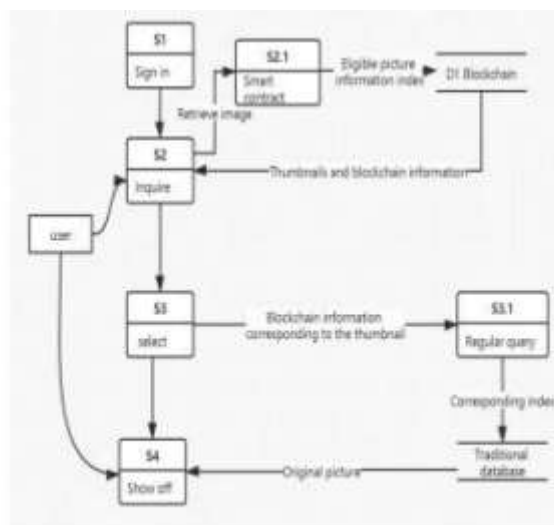 S1
Sign in
S2.1
Smart
contract
Eligible picture
information index
D1 Blockchain
Retrieve image
S2
Inquire
Thumbnails and blockchain information
user
S3
select
Blockchain information
corresponding to the thumbnail
S3.1
Regular query
Corresponding index
S4
Show off
Original picture
Traditional
database